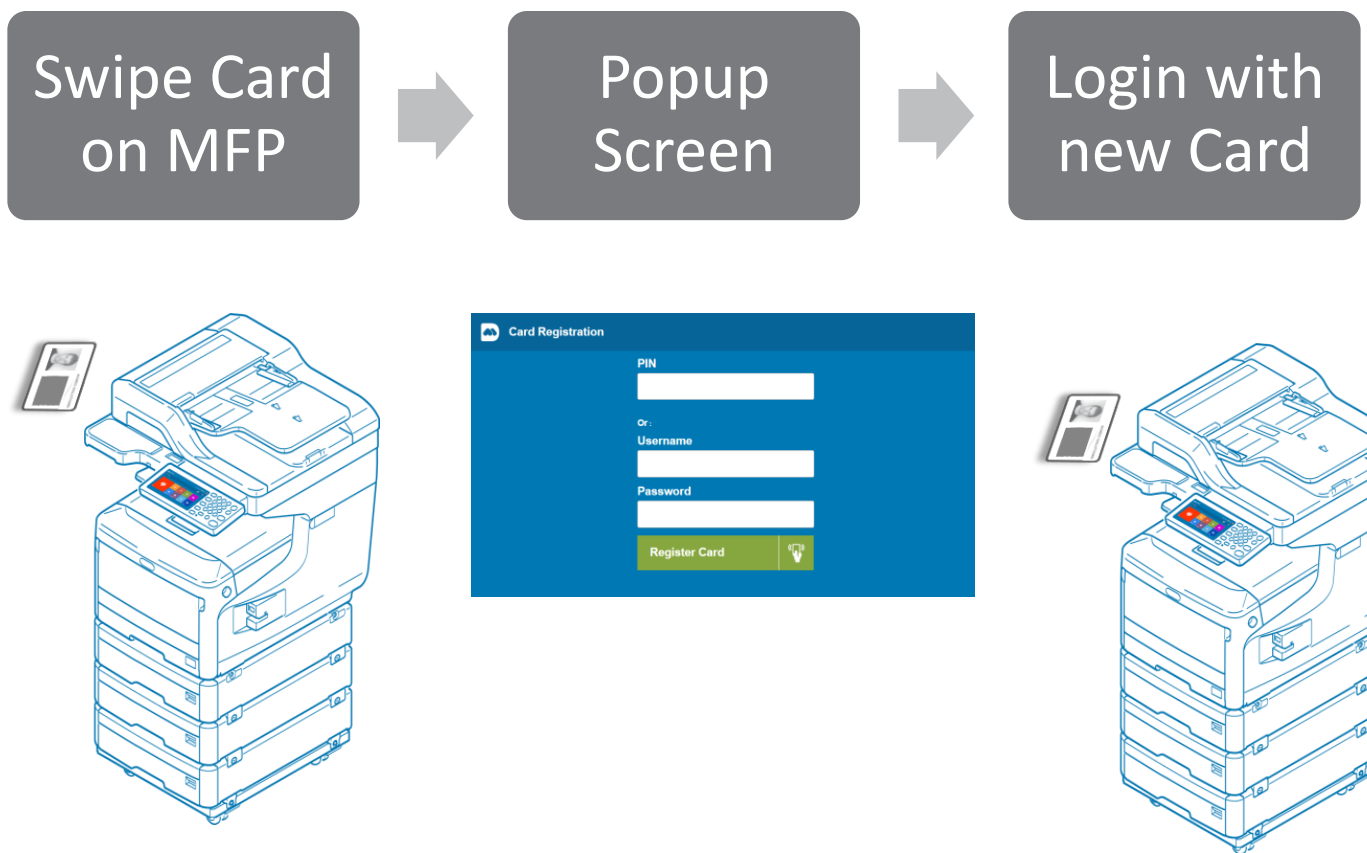 Swipe Card
on MFP
Popup
Screen
Login with
new Card
Card Registration
PIN
Or :
Username
Password
Register Card